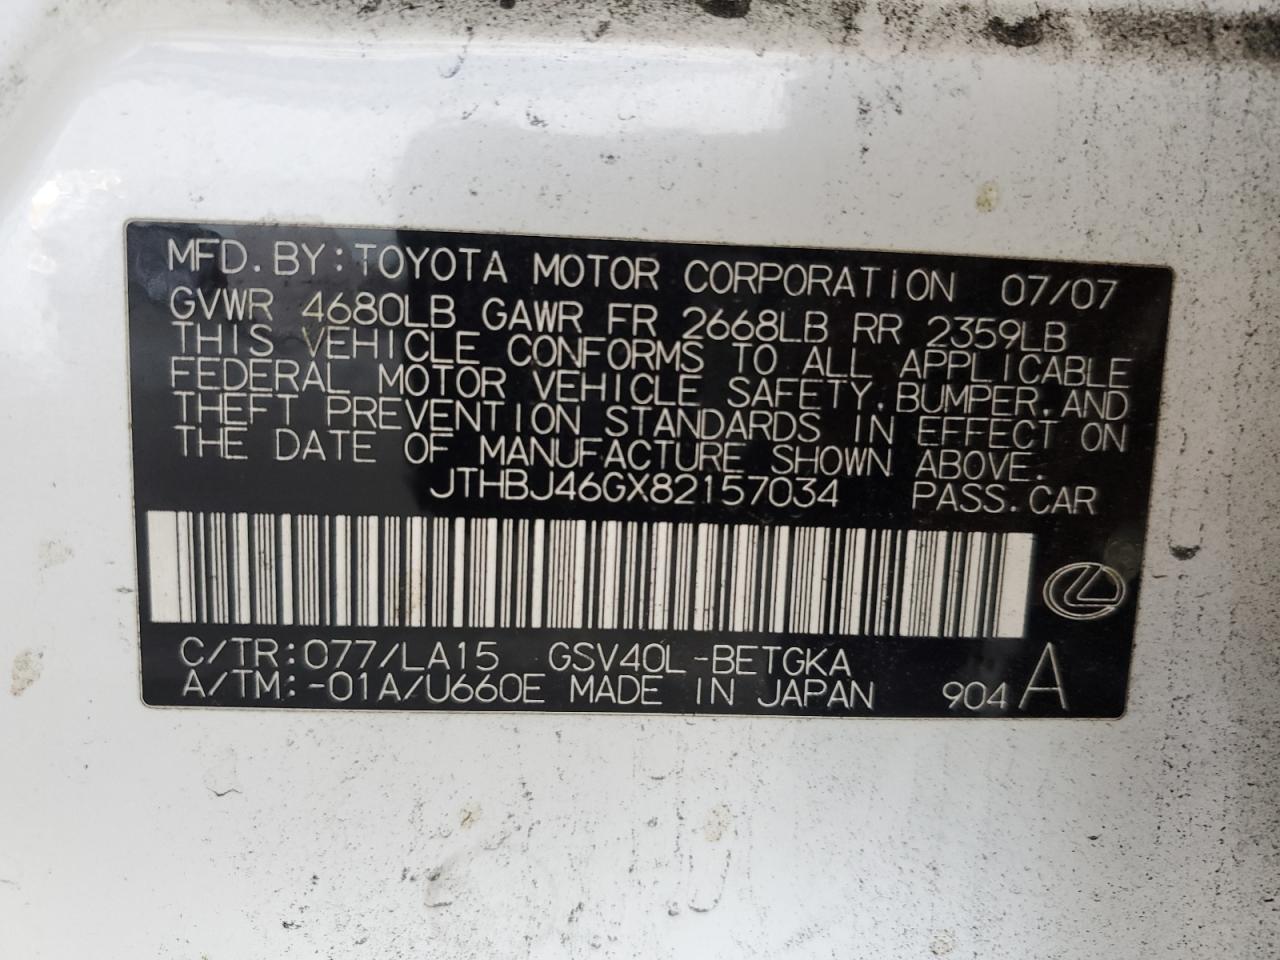 MFD. BY: TOYOTA MOTOR CORPORATION 07/07
GVWR 4680LB GAWR FR 2668LB RR 2359LB
THIS VEHICLE CONFORMS TO ALL APPLICABLE
FEDERAL MOTOR VEHICLE SAFETY, BUMPER, AND
THEFT PREVENTION STANDARDS IN EFFECT ON
THE DATE OF MANUFACTURE SHOWN ABOVE.
JTHBJ46GX82157034 PASS. CAR
C/TR: 077/LA15 GSV40L-BETGKA
A/TM: -01A/U660E MADE IN JAPAN 904 A